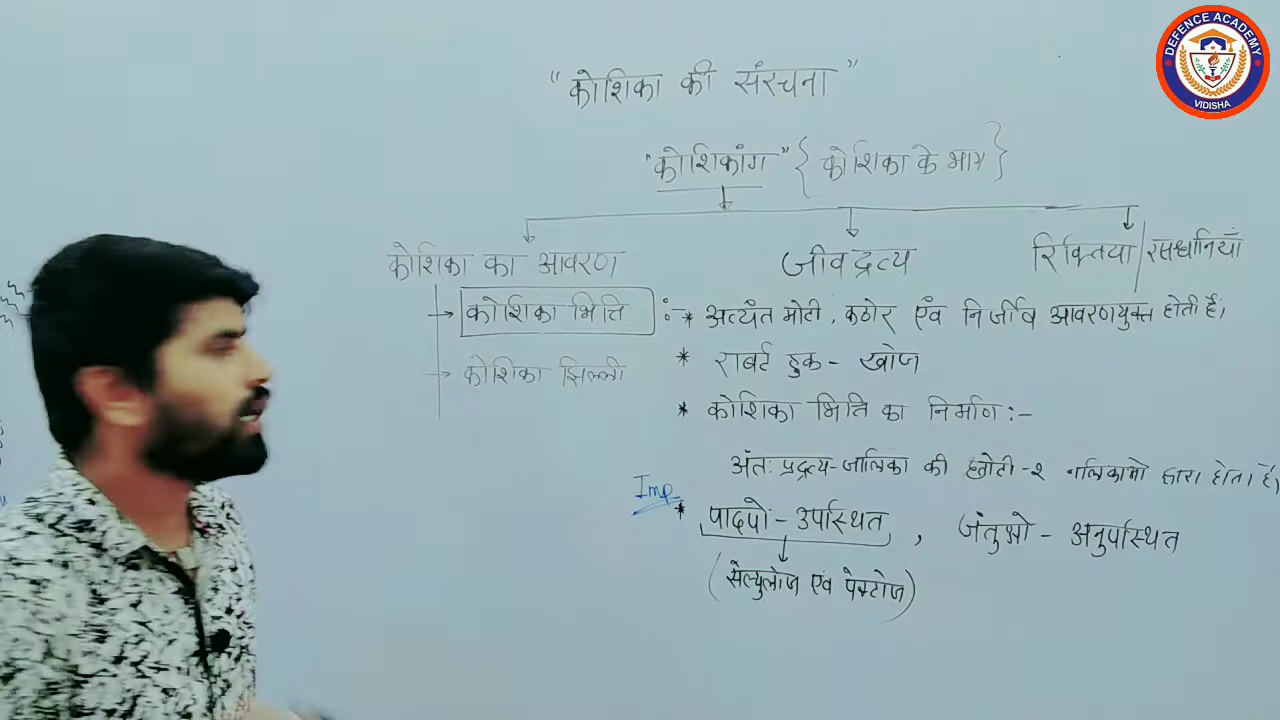 DEFENCE ACADEMY
VIDISHA
"कोशिका की संरचना"
"कोशिकांग" { कोशिका के भाग }
कोशिका का आवरण जीवद्रव्य रिक्तिया / रसधानियाँ
→ कोशिका भित्ति :- * अत्यंत मोटी, कठोर एंव निर्जीव आवरणयुक्त होती हैं।
→ कोशिका झिल्ली * राबर्ट हुक - खोज
* कोशिका भित्ति का निर्माण :-
अंतः प्रद्रव्य-जालिका की छोटी-२ नलिकाओ द्वारा होता है।
Imp * पादपो - उपस्थित , जंतुओ - अनुपस्थित
(सेल्युलोज एवं पेक्टोज)